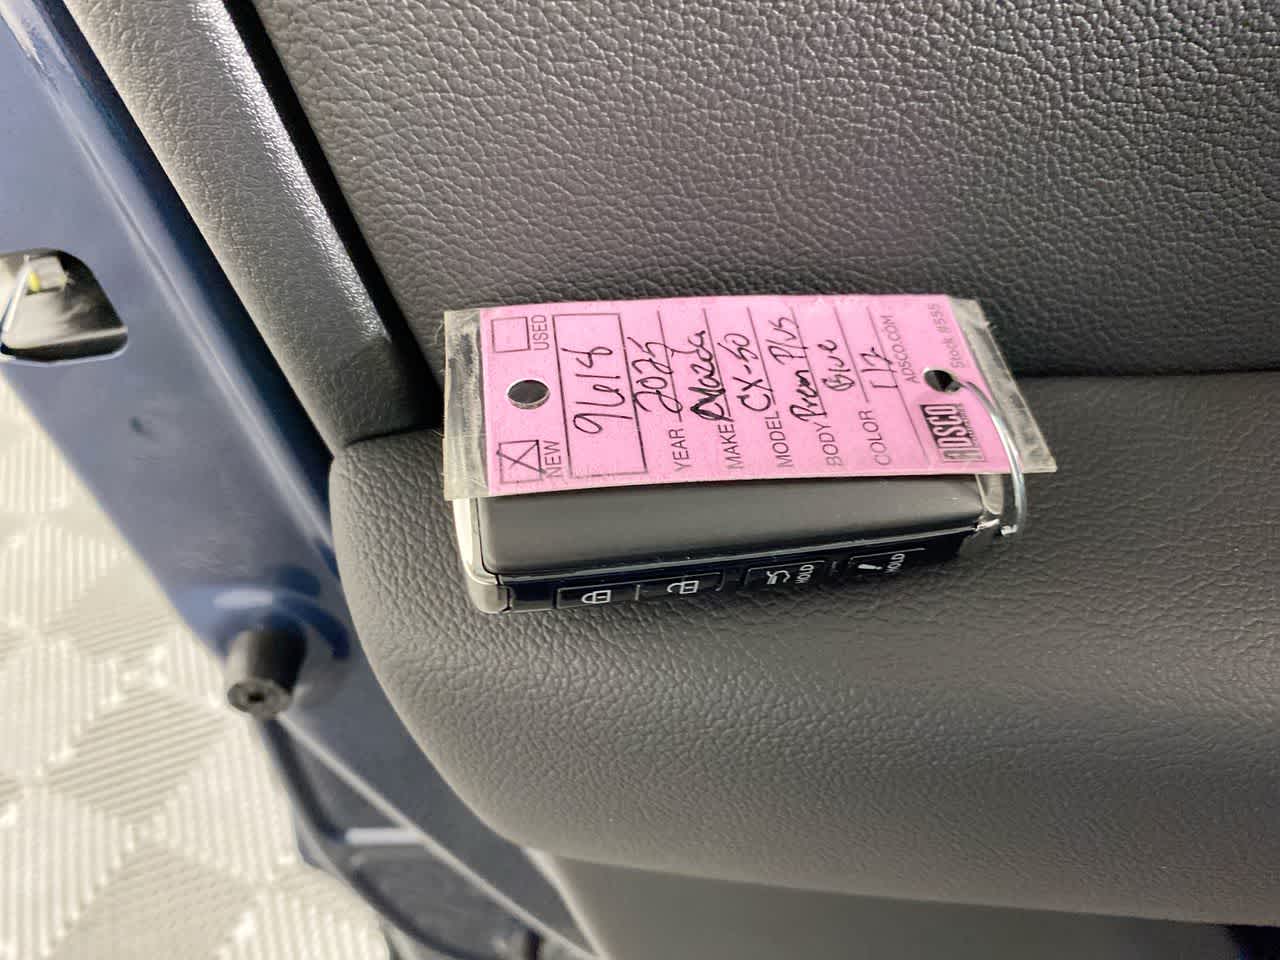 NEW USED
9618
YEAR 2025
MAKE Mazda
MODEL CX-50
BODY Prem Plus
COLOR Blue
ADSCO.COM
ADSCO Stock #555
HOLD HOLD